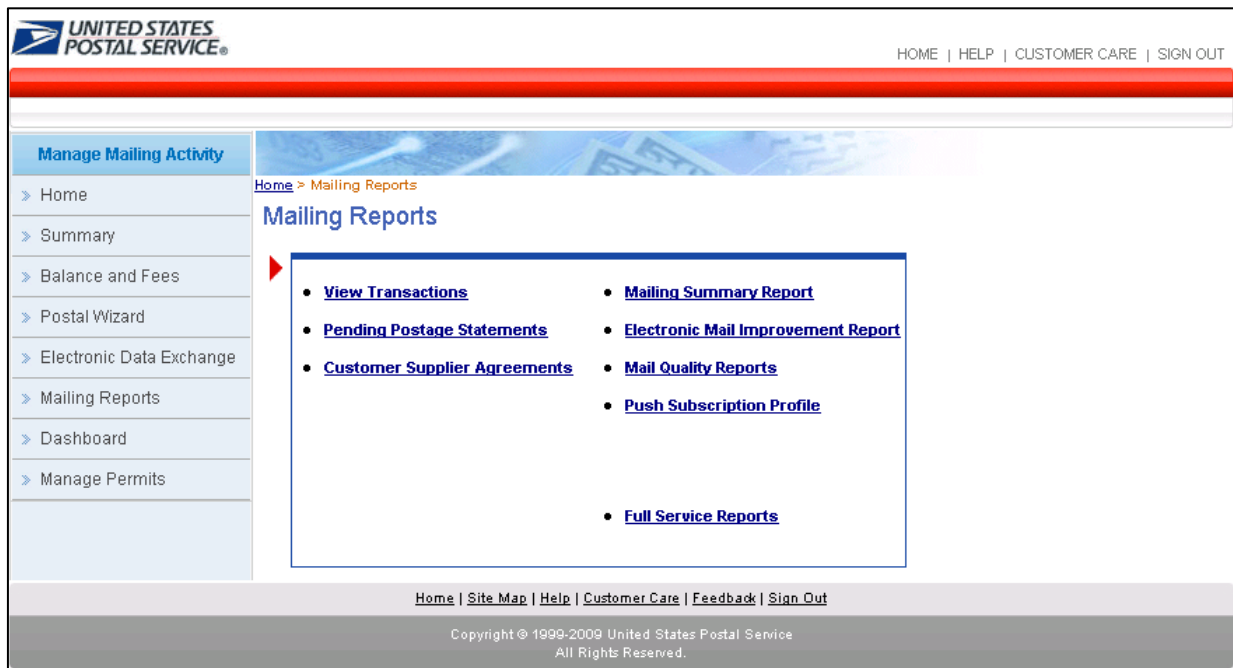 UNITED STATES
POSTAL SERVICE®
HOME | HELP | CUSTOMER CARE | SIGN OUT
Manage Mailing Activity
» Home
» Summary
» Balance and Fees
» Postal Wizard
» Electronic Data Exchange
» Mailing Reports
» Dashboard
» Manage Permits
Home > Mailing Reports
Mailing Reports
• View Transactions
• Pending Postage Statements
• Customer Supplier Agreements
• Mailing Summary Report
• Electronic Mail Improvement Report
• Mail Quality Reports
• Push Subscription Profile
• Full Service Reports
Home | Site Map | Help | Customer Care | Feedback | Sign Out
Copyright © 1999-2009 United States Postal Service
All Rights Reserved.